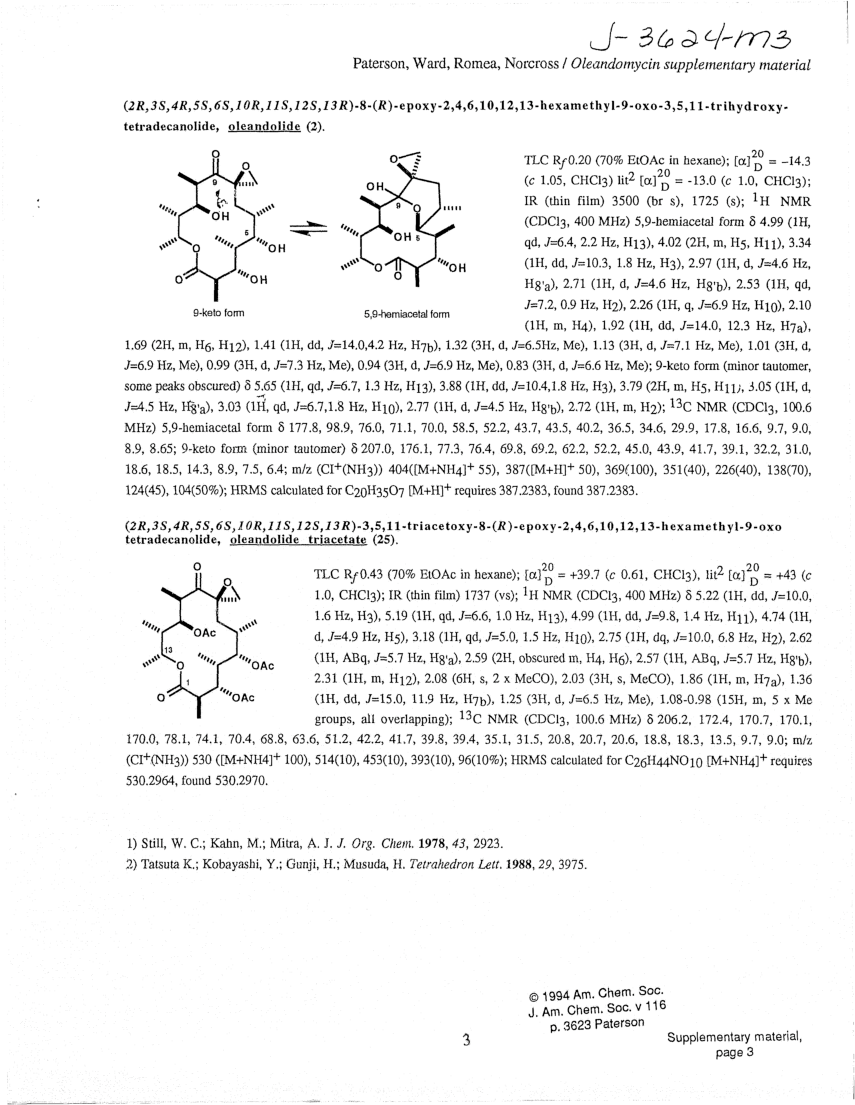 J-3624-M3
Paterson, Ward, Romea, Norcross / Oleandomycin supplementary material
(2R,3S,4R,5S,6S,10R,11S,12S,13R)-8-(R)-epoxy-2,4,6,10,12,13-hexamethyl-9-oxo-3,5,11-trihydroxy-
tetradecanolide, oleandolide (2).
O
9
O
OH
O
5
OH
O
OH
9-keto form
O
OH
9
O
OH
5
O
O
OH
5,9-hemiacetal form
TLC Rf 0.20 (70% EtOAc in hexane); [α]20D = –14.3
(c 1.05, CHCl3) lit2 [α]20D = -13.0 (c 1.0, CHCl3);
IR (thin film) 3500 (br s), 1725 (s); 1H NMR
(CDCl3, 400 MHz) 5,9-hemiacetal form δ 4.99 (1H,
qd, J=6.4, 2.2 Hz, H13), 4.02 (2H, m, H5, H11), 3.34
(1H, dd, J=10.3, 1.8 Hz, H3), 2.97 (1H, d, J=4.6 Hz,
H8'a), 2.71 (1H, d, J=4.6 Hz, H8'b), 2.53 (1H, qd,
J=7.2, 0.9 Hz, H2), 2.26 (1H, q, J=6.9 Hz, H10), 2.10
(1H, m, H4), 1.92 (1H, dd, J=14.0, 12.3 Hz, H7a),
1.69 (2H, m, H6, H12), 1.41 (1H, dd, J=14.0,4.2 Hz, H7b), 1.32 (3H, d, J=6.5Hz, Me), 1.13 (3H, d, J=7.1 Hz, Me), 1.01 (3H, d,
J=6.9 Hz, Me), 0.99 (3H, d, J=7.3 Hz, Me), 0.94 (3H, d, J=6.9 Hz, Me), 0.83 (3H, d, J=6.6 Hz, Me); 9-keto form (minor tautomer,
some peaks obscured) δ 5.65 (1H, qd, J=6.7, 1.3 Hz, H13), 3.88 (1H, dd, J=10.4,1.8 Hz, H3), 3.79 (2H, m, H5, H11), 3.05 (1H, d,
J=4.5 Hz, H8'a), 3.03 (1H, qd, J=6.7,1.8 Hz, H10), 2.77 (1H, d, J=4.5 Hz, H8'b), 2.72 (1H, m, H2); 13C NMR (CDCl3, 100.6
MHz) 5,9-hemiacetal form δ 177.8, 98.9, 76.0, 71.1, 70.0, 58.5, 52.2, 43.7, 43.5, 40.2, 36.5, 34.6, 29.9, 17.8, 16.6, 9.7, 9.0,
8.9, 8.65; 9-keto form (minor tautomer) δ 207.0, 176.1, 77.3, 76.4, 69.8, 69.2, 62.2, 52.2, 45.0, 43.9, 41.7, 39.1, 32.2, 31.0,
18.6, 18.5, 14.3, 8.9, 7.5, 6.4; m/z (CI+(NH3)) 404([M+NH4]+ 55), 387([M+H]+ 50), 369(100), 351(40), 226(40), 138(70),
124(45), 104(50%); HRMS calculated for C20H35O7 [M+H]+ requires 387.2383, found 387.2383.
(2R,3S,4R,5S,6S,10R,11S,12S,13R)-3,5,11-triacetoxy-8-(R)-epoxy-2,4,6,10,12,13-hexamethyl-9-oxo
tetradecanolide, oleandolide triacetate (25).
O
O
OAc
13
O
OAc
1
O
OAc
TLC Rf 0.43 (70% EtOAc in hexane); [α]20D = +39.7 (c 0.61, CHCl3), lit2 [α]20D = +43 (c
1.0, CHCl3); IR (thin film) 1737 (vs); 1H NMR (CDCl3, 400 MHz) δ 5.22 (1H, dd, J=10.0,
1.6 Hz, H3), 5.19 (1H, qd, J=6.6, 1.0 Hz, H13), 4.99 (1H, dd, J=9.8, 1.4 Hz, H11), 4.74 (1H,
d, J=4.9 Hz, H5), 3.18 (1H, qd, J=5.0, 1.5 Hz, H10), 2.75 (1H, dq, J=10.0, 6.8 Hz, H2), 2.62
(1H, ABq, J=5.7 Hz, H8'a), 2.59 (2H, obscured m, H4, H6), 2.57 (1H, ABq, J=5.7 Hz, H8'b),
2.31 (1H, m, H12), 2.08 (6H, s, 2 x MeCO), 2.03 (3H, s, MeCO), 1.86 (1H, m, H7a), 1.36
(1H, dd, J=15.0, 11.9 Hz, H7b), 1.25 (3H, d, J=6.5 Hz, Me), 1.08-0.98 (15H, m, 5 x Me
groups, all overlapping); 13C NMR (CDCl3, 100.6 MHz) δ 206.2, 172.4, 170.7, 170.1,
170.0, 78.1, 74.1, 70.4, 68.8, 63.6, 51.2, 42.2, 41.7, 39.8, 39.4, 35.1, 31.5, 20.8, 20.7, 20.6, 18.8, 18.3, 13.5, 9.7, 9.0; m/z
(CI+(NH3)) 530 ([M+NH4]+ 100), 514(10), 453(10), 393(10), 96(10%); HRMS calculated for C26H44NO10 [M+NH4]+ requires
530.2964, found 530.2970.
1) Still, W. C.; Kahn, M.; Mitra, A. J. J. Org. Chem. 1978, 43, 2923.
2) Tatsuta K.; Kobayashi, Y.; Gunji, H.; Musuda, H. Tetrahedron Lett. 1988, 29, 3975.
© 1994 Am. Chem. Soc.
J. Am. Chem. Soc. v 116
p. 3623 Paterson
3
Supplementary material,
page 3